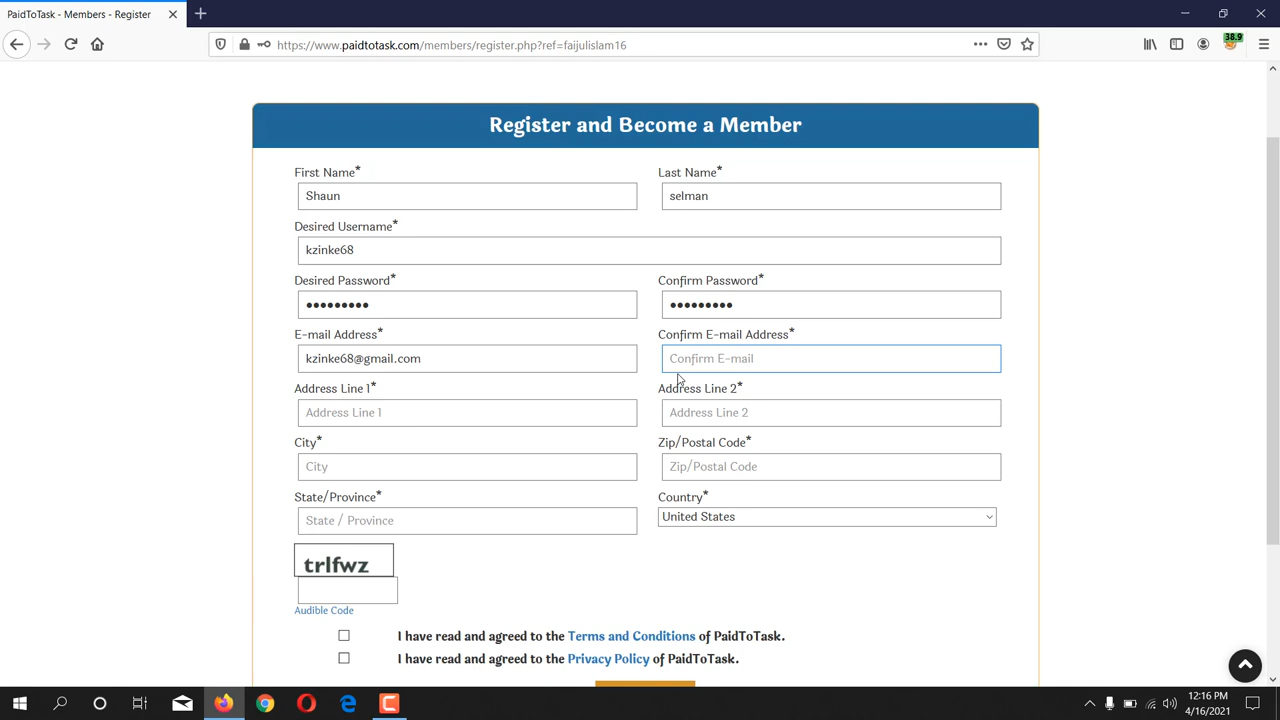 PaidToTask - Members - Register
https://www.paidtotask.com/members/register.php?ref=faijulislam16
38.9
Register and Become a Member
First Name* Last Name*
Shaun selman
Desired Username*
kzinke68
Desired Password* Confirm Password*
●●●●●●●●● ●●●●●●●●●
E-mail Address* Confirm E-mail Address*
kzinke68@gmail.com Confirm E-mail
Address Line 1* Address Line 2*
Address Line 1 Address Line 2
City* Zip/Postal Code*
City Zip/Postal Code
State/Province* Country*
State / Province United States
trlfwz
Audible Code
I have read and agreed to the Terms and Conditions of PaidToTask.
I have read and agreed to the Privacy Policy of PaidToTask.
12:16 PM
4/16/2021